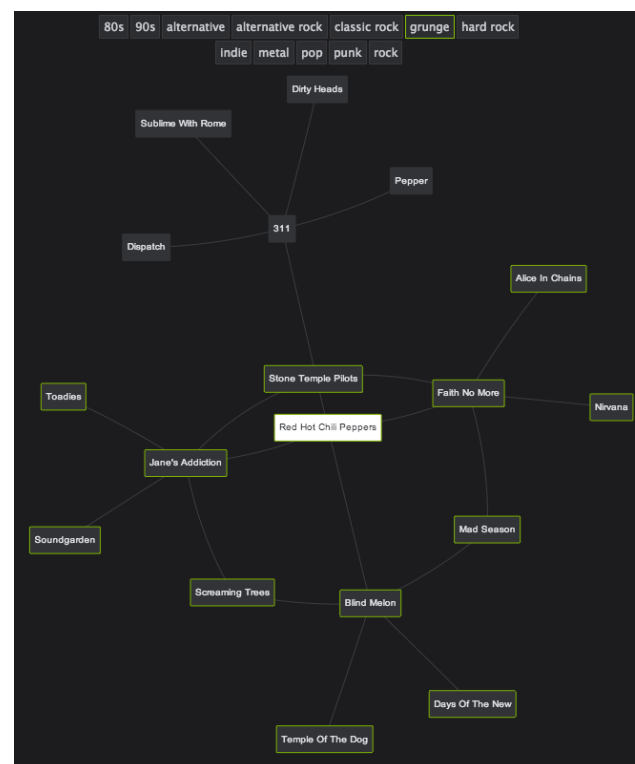 80s 90s alternative alternative rock classic rock grunge hard rock
indie metal pop punk rock
Dirty Heads
Sublime With Rome
Pepper
311
Dispatch
Alice In Chains
Stone Temple Pilots
Faith No More
Toadies
Nirvana
Red Hot Chili Peppers
Jane's Addiction
Mad Season
Soundgarden
Screaming Trees
Blind Melon
Days Of The New
Temple Of The Dog